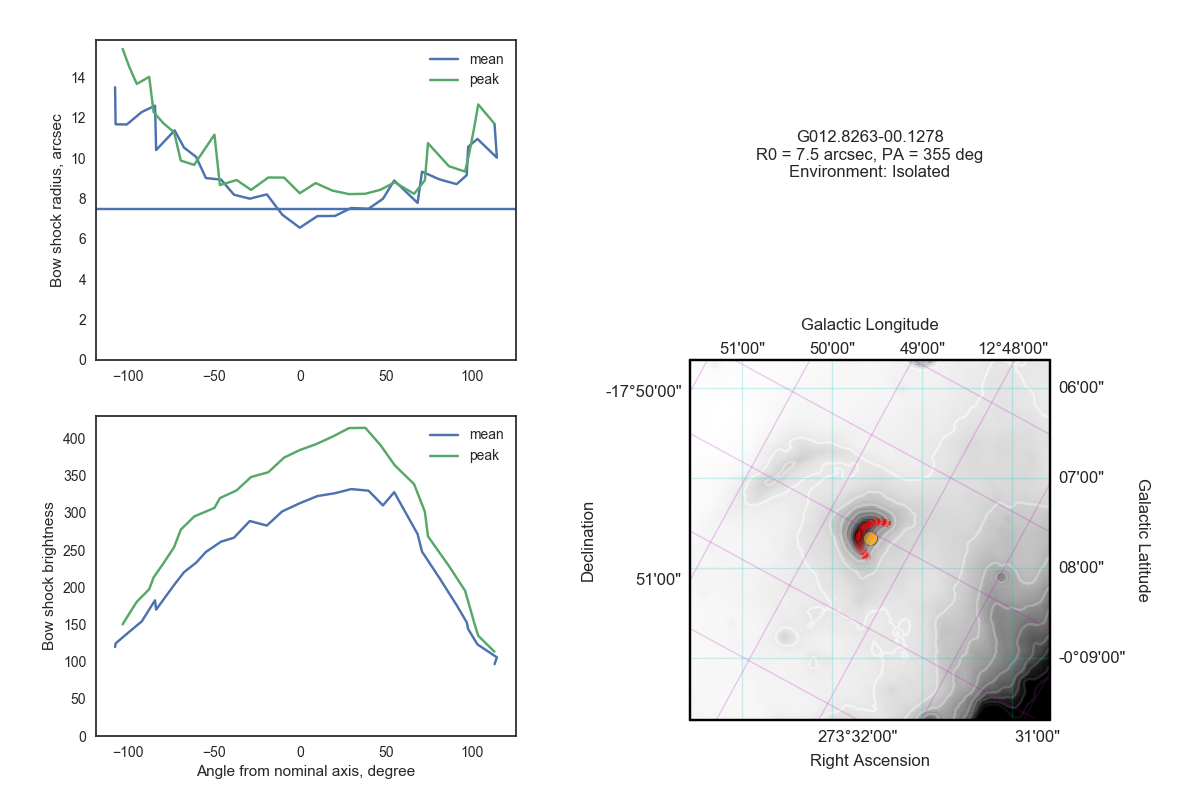 mean
peak
Bow shock radius, arcsec
14
12
10
8
6
4
2
0
−100
−50
0
50
100
mean
peak
Bow shock brightness
400
350
300
250
200
150
100
50
0
−100
−50
0
50
100
Angle from nominal axis, degree
G012.8263-00.1278
R0 = 7.5 arcsec, PA = 355 deg
Environment: Isolated
Galactic Longitude
51'00"
50'00"
49'00"
12°48'00"
-17°50'00"
51'00"
Declination
06'00"
07'00"
08'00"
-0°09'00"
Galactic Latitude
273°32'00"
31'00"
Right Ascension